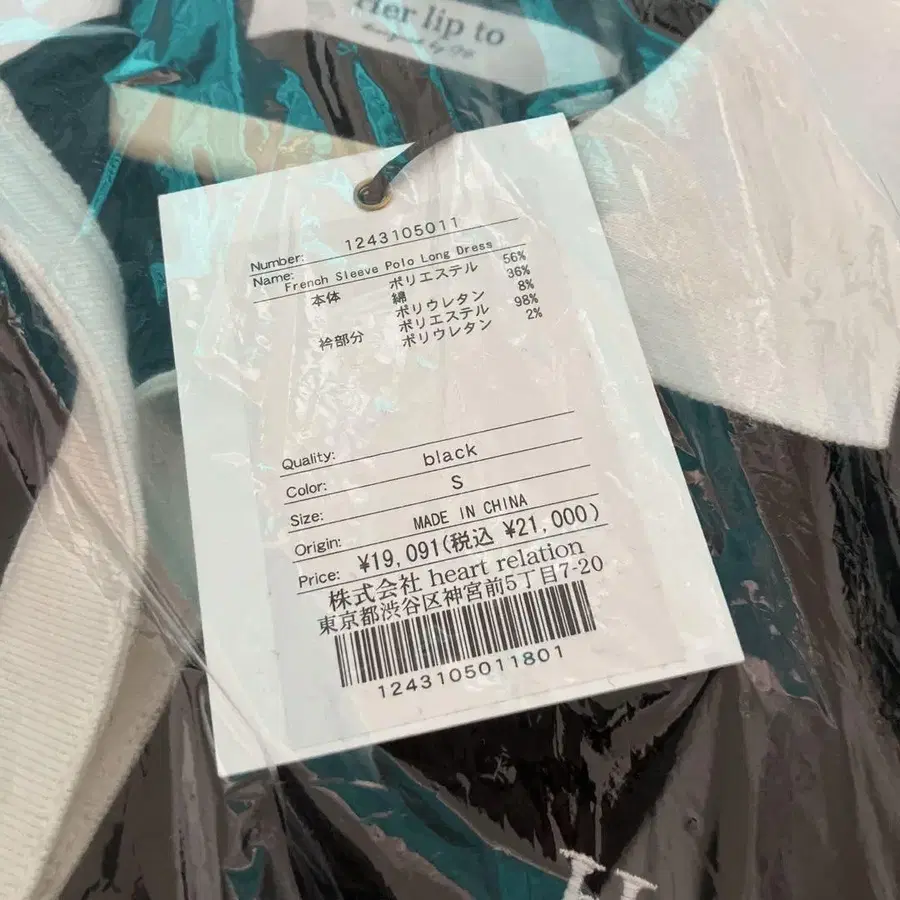 er lip to
designed by
Number: 1243105011
Name: French Sleeve Polo Long Dress
本体 ポリエステル 56%
綿 36%
ポリウレタン 8%
衿部分 ポリエステル 98%
ポリウレタン 2%
Quality:
Color: black
Size: S
Origin: MADE IN CHINA
Price: ¥19,091(税込 ¥21,000)
株式会社 heart relation
東京都渋谷区神宮前5丁目7-20
1243105011801